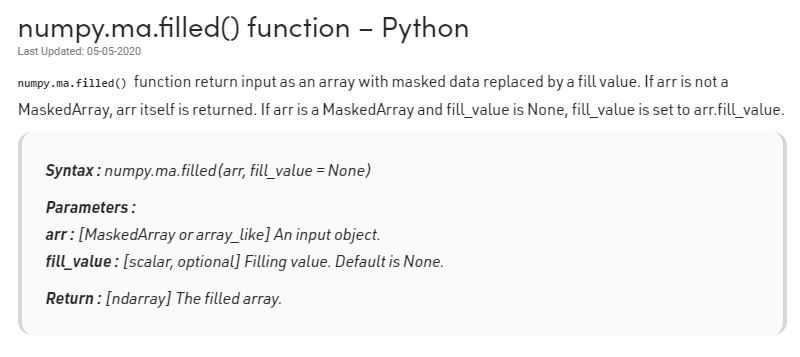 numpy.ma.filled() function – Python
Last Updated: 05-05-2020
numpy.ma.filled() function return input as an array with masked data replaced by a fill value. If arr is not a
MaskedArray, arr itself is returned. If arr is a MaskedArray and fill_value is None, fill_value is set to arr.fill_value.
Syntax : numpy.ma.filled(arr, fill_value = None)
Parameters :
arr : [MaskedArray or array_like] An input object.
fill_value : [scalar, optional] Filling value. Default is None.
Return : [ndarray] The filled array.